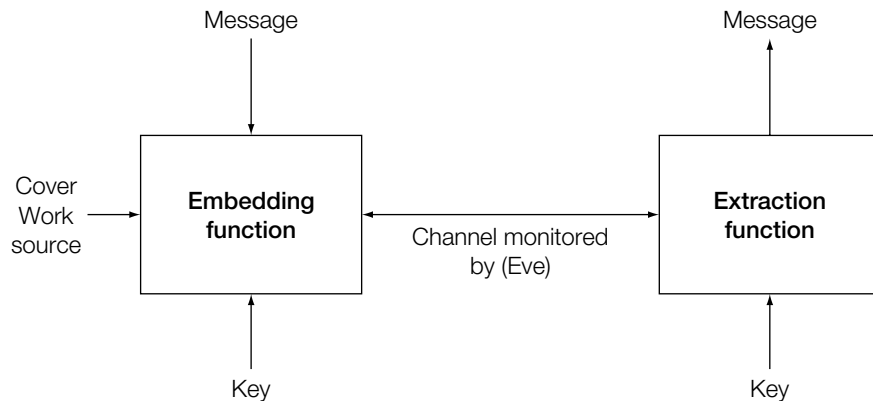 Message
Message
Cover
Work
source
Embedding
function
Channel monitored
by (Eve)
Extraction
function
Key
Key